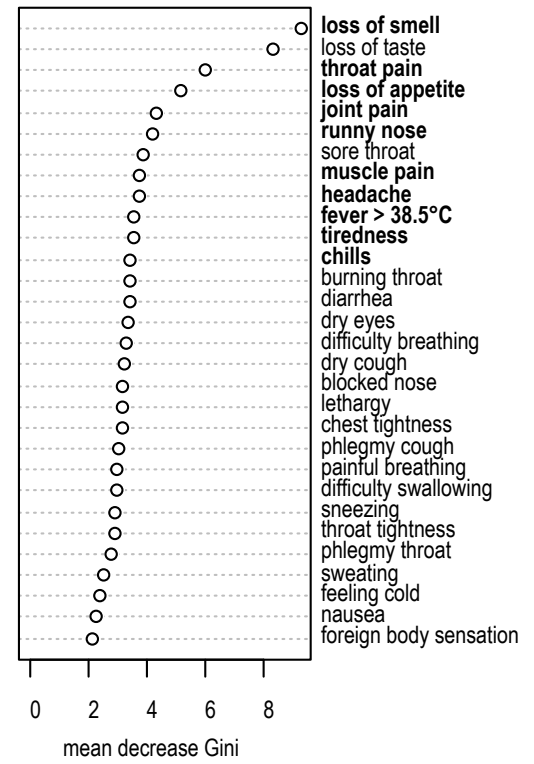 loss of smell
loss of taste
throat pain
loss of appetite
joint pain
runny nose
sore throat
muscle pain
headache
fever > 38.5°C
tiredness
chills
burning throat
diarrhea
dry eyes
difficulty breathing
dry cough
blocked nose
lethargy
chest tightness
phlegmy cough
painful breathing
difficulty swallowing
sneezing
throat tightness
phlegmy throat
sweating
feeling cold
nausea
foreign body sensation
0 2 4 6 8
mean decrease Gini